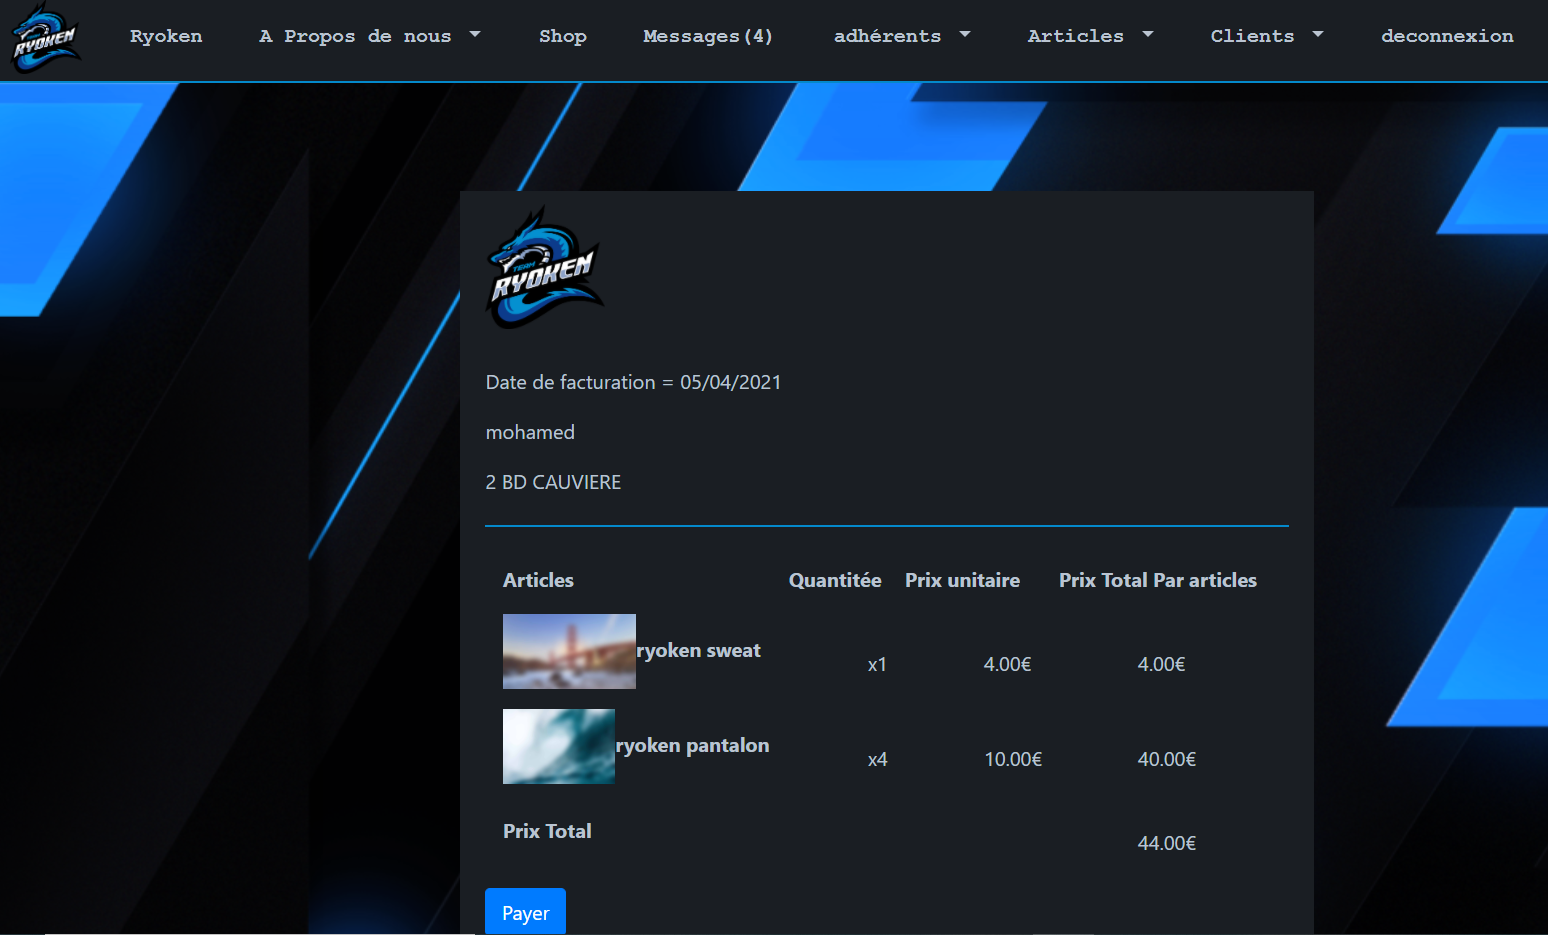 RYOKEN Ryoken A Propos de nous Shop Messages(4) adhérents Articles Clients deconnexion
TEAM
RYOKEN
Date de facturation = 05/04/2021
mohamed
2 BD CAUVIERE
Articles Quantitée Prix unitaire Prix Total Par articles
ryoken sweat x1 4.00€ 4.00€
ryoken pantalon x4 10.00€ 40.00€
Prix Total 44.00€
Payer